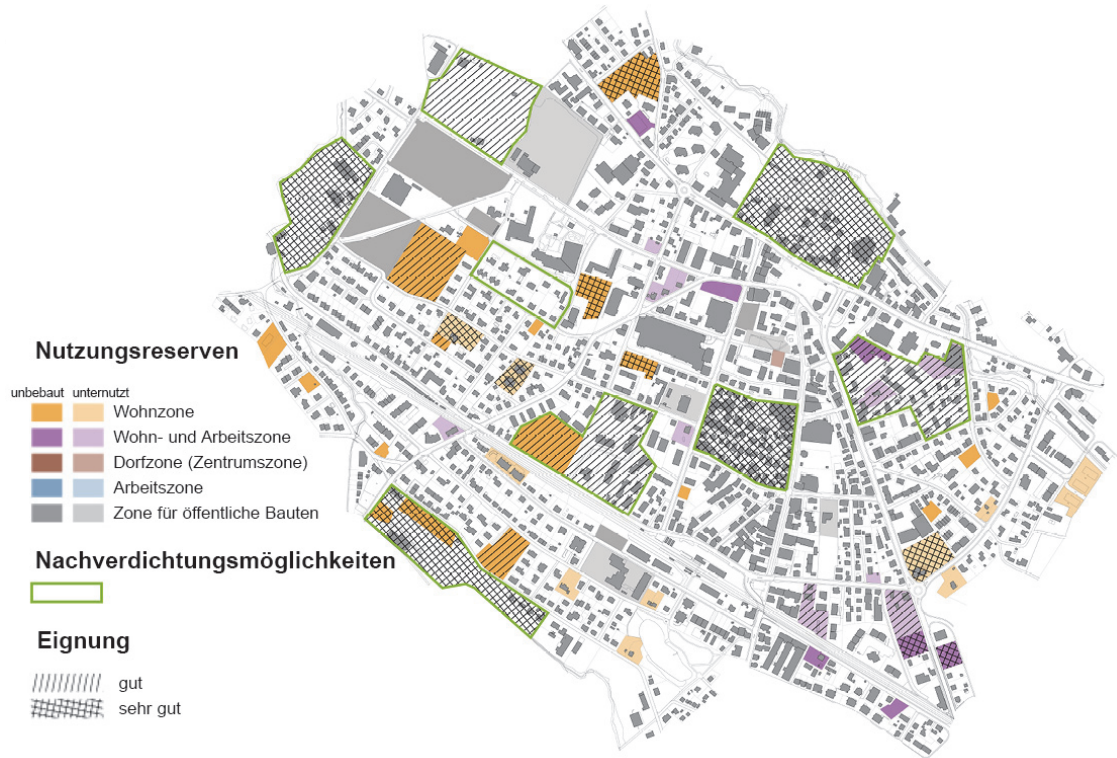 Nutzungsreserven
unbebaut unternutzt
Wohnzone
Wohn- und Arbeitszone
Dorfzone (Zentrumszone)
Arbeitszone
Zone für öffentliche Bauten
Nachverdichtungsmöglichkeiten
Eignung
gut
sehr gut